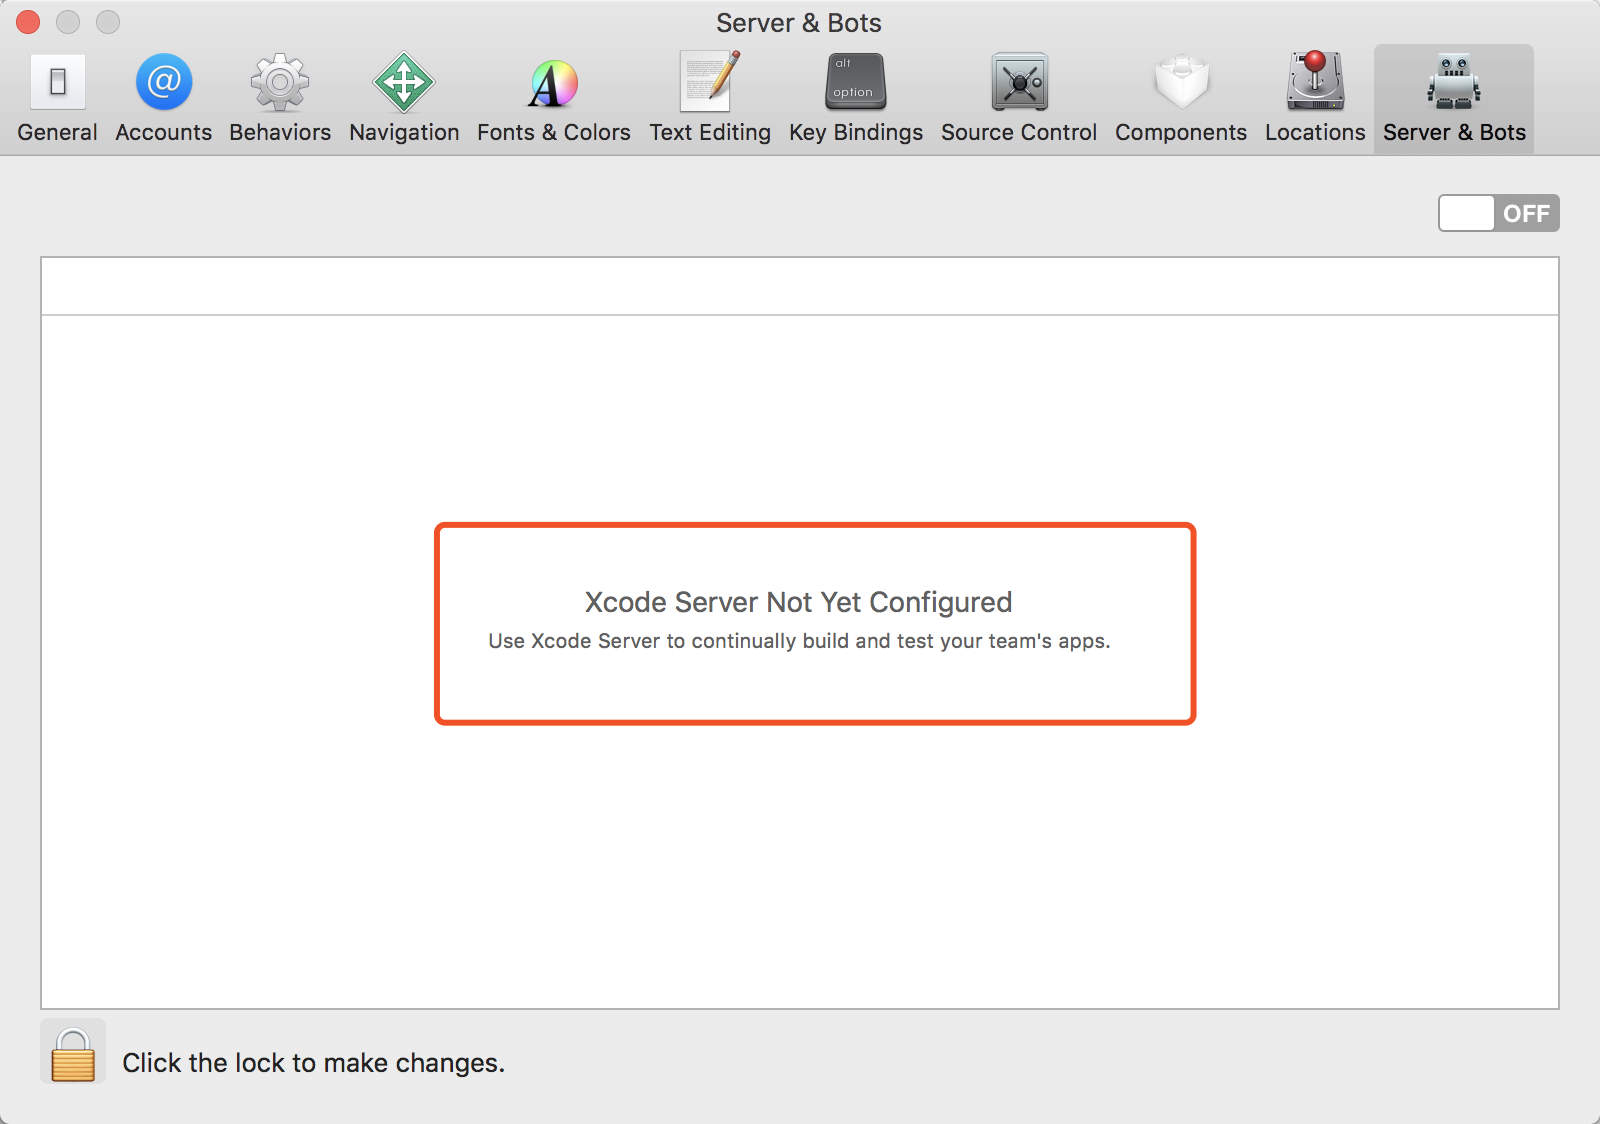 Server & Bots
alt
option
General Accounts Behaviors Navigation Fonts & Colors Text Editing Key Bindings Source Control Components Locations Server & Bots
OFF
Xcode Server Not Yet Configured
Use Xcode Server to continually build and test your team's apps.
Click the lock to make changes.